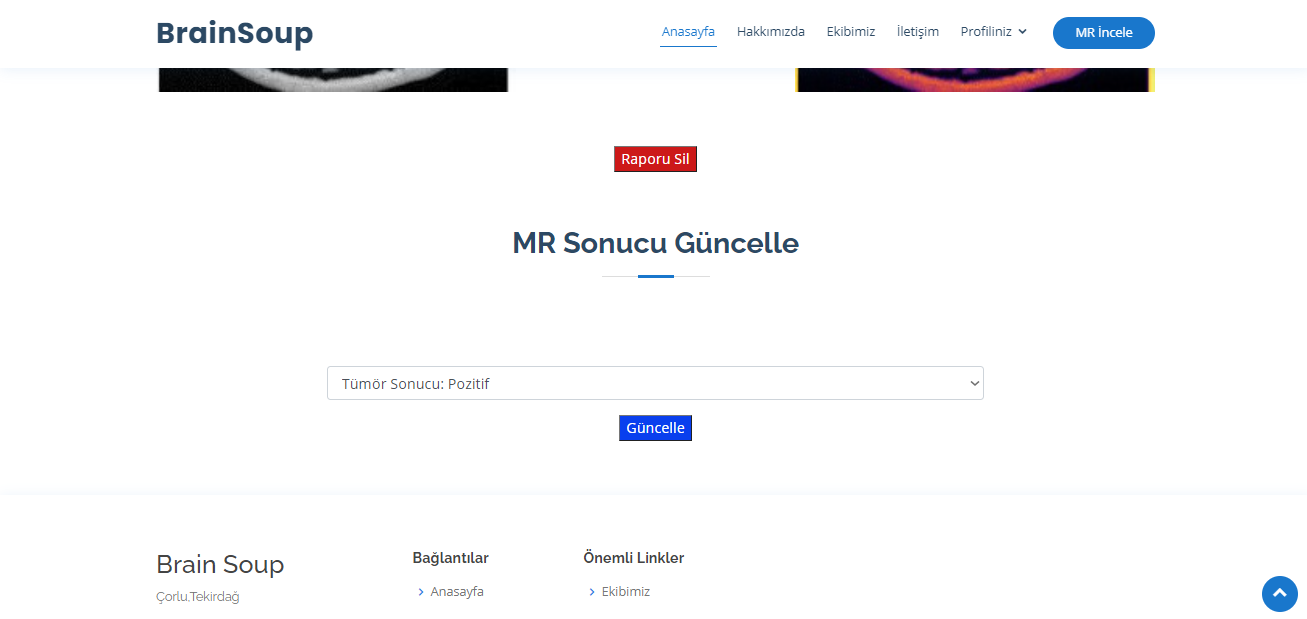 BrainSoup
Anasayfa Hakkımızda Ekibimiz İletişim Profiliniz MR İncele
Raporu Sil
MR Sonucu Güncelle
Tümör Sonucu: Pozitif
Güncelle
Brain Soup
Çorlu,Tekirdağ
Bağlantılar
Anasayfa
Önemli Linkler
Ekibimiz